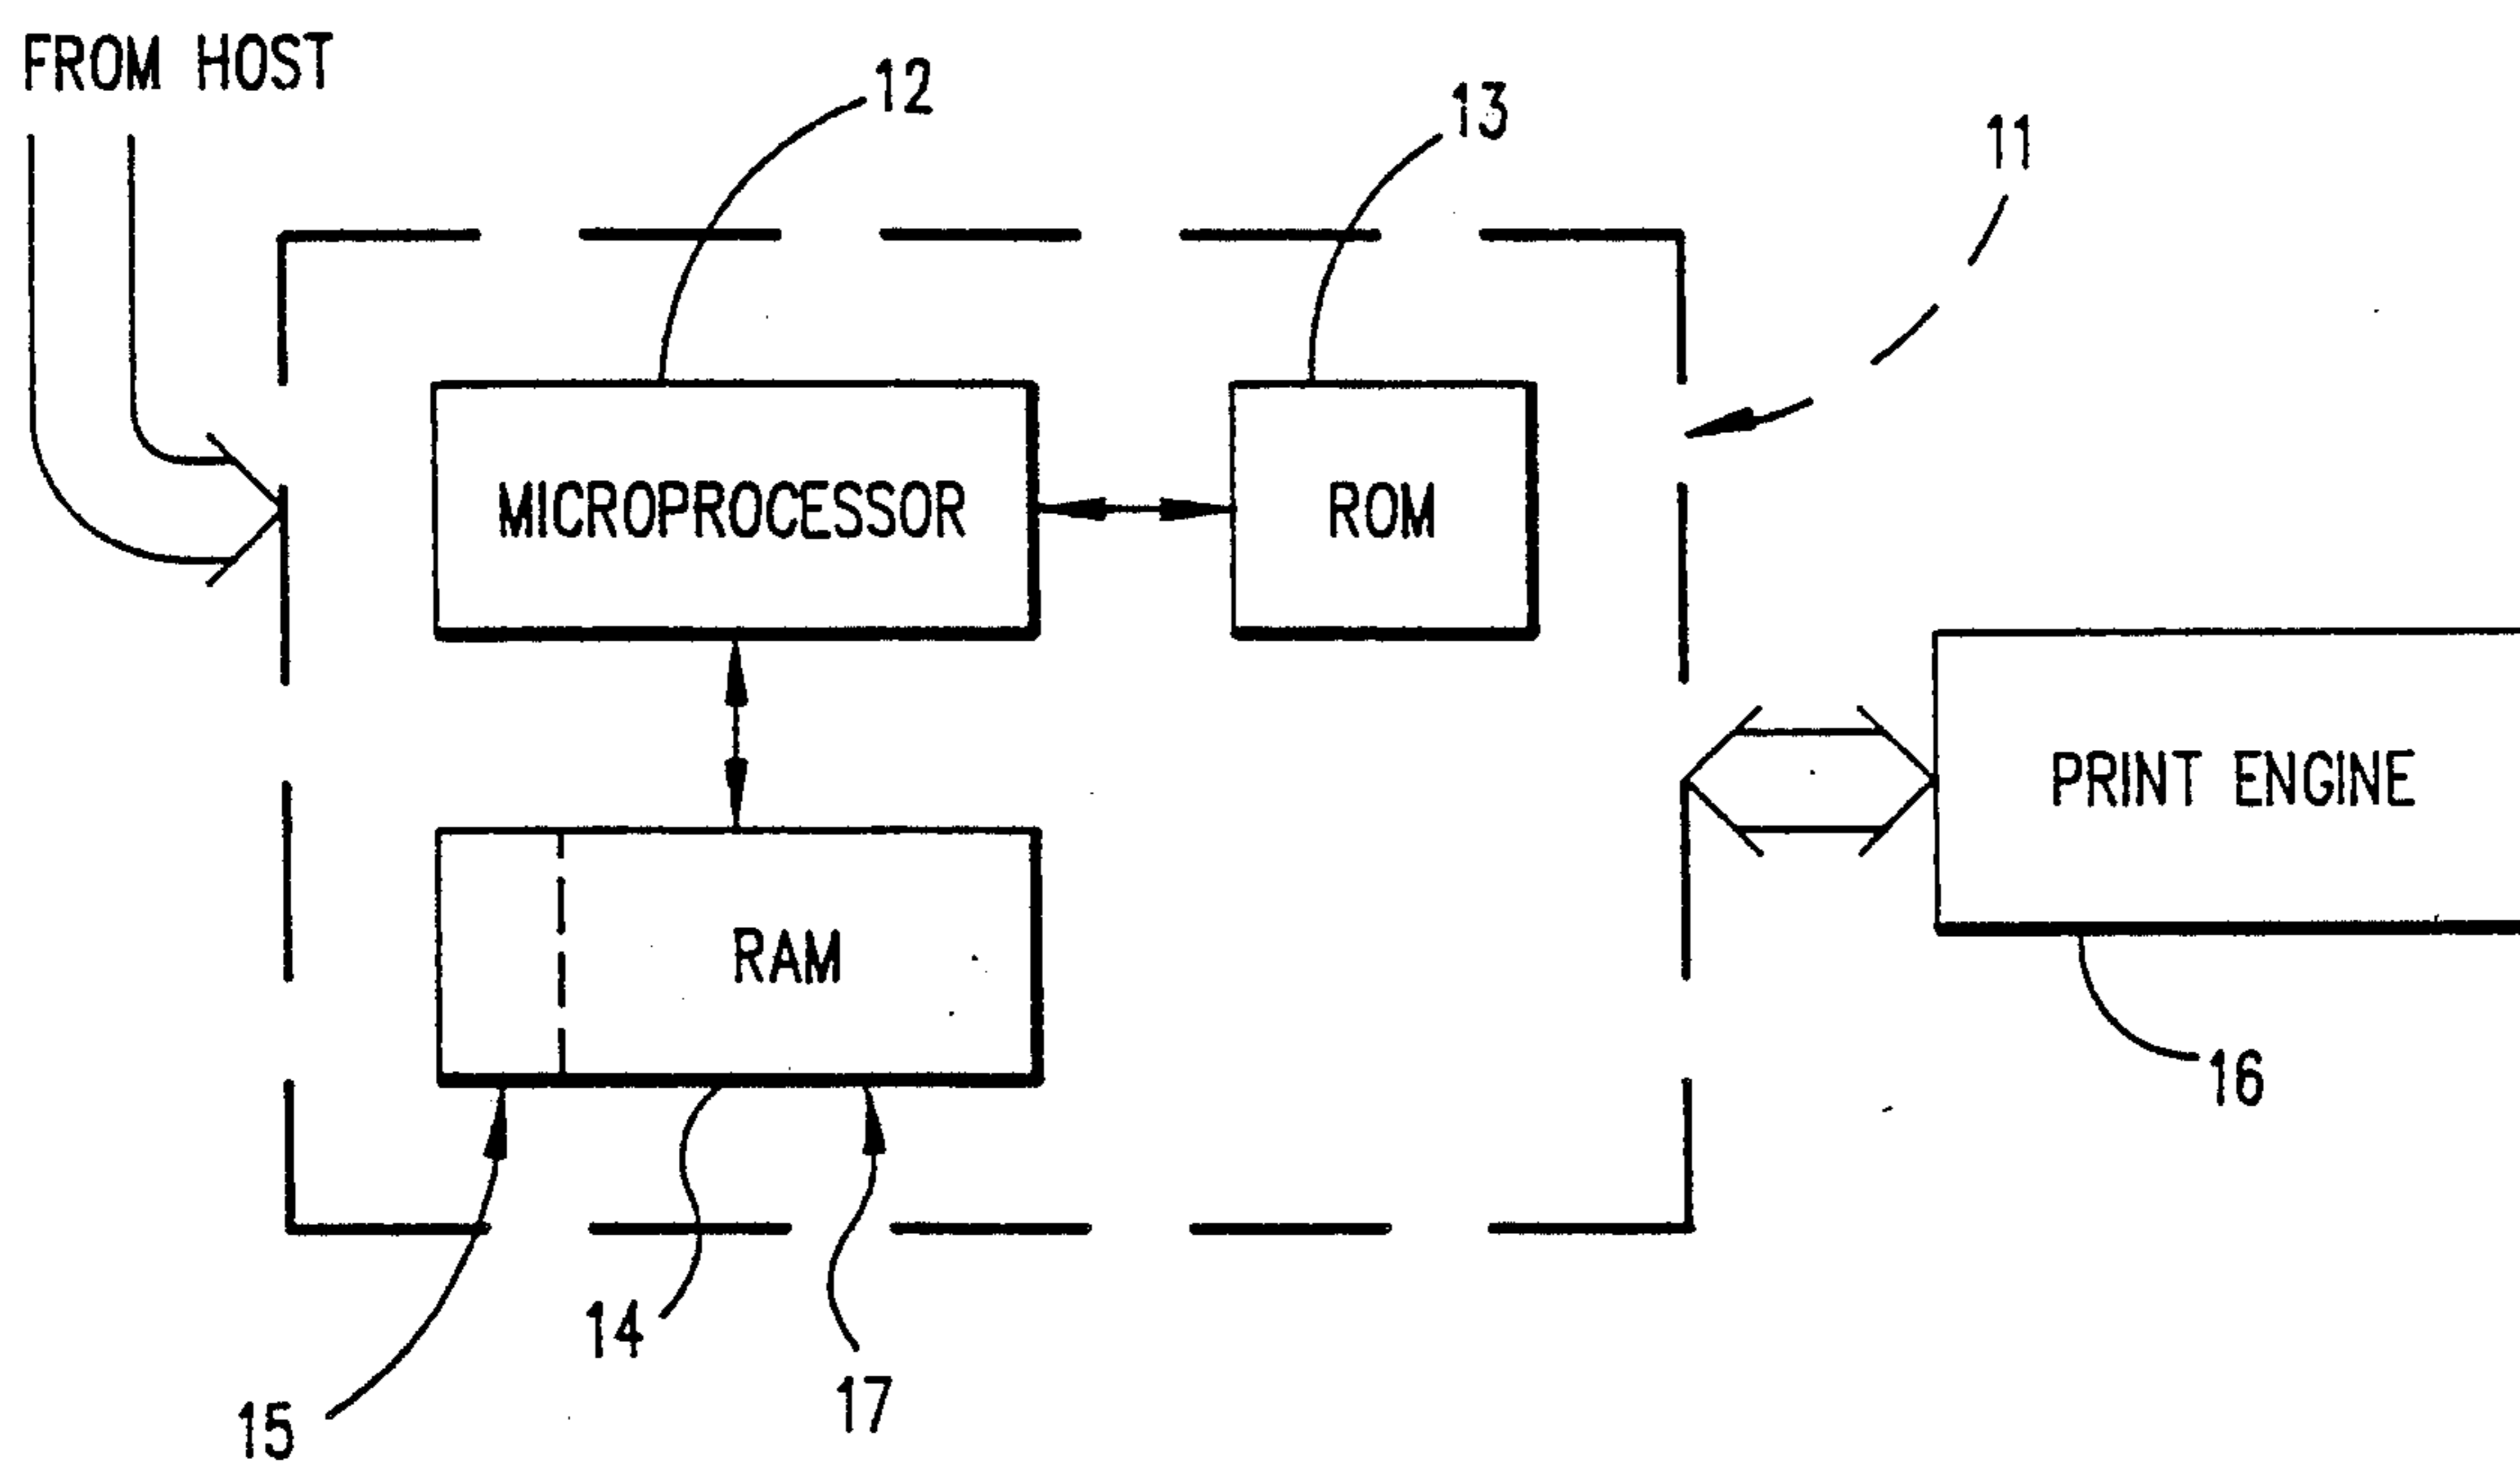 FROM HOST
12
13
11
MICROPROCESSOR
ROM
PRINT ENGINE
RAM
16
14
17
15